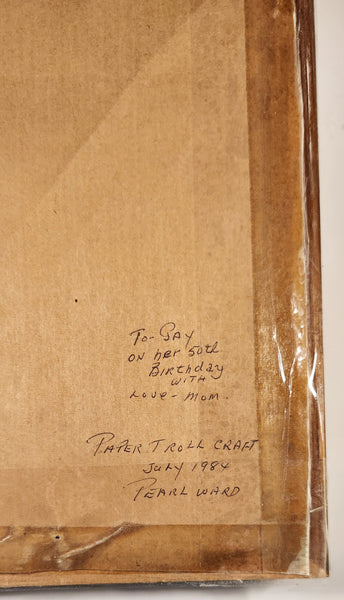 To - Gay
on her 50th
Birthday
with
Love - Mom.
PAPER TROLL CRAFT
July 1984
PEARL WARD